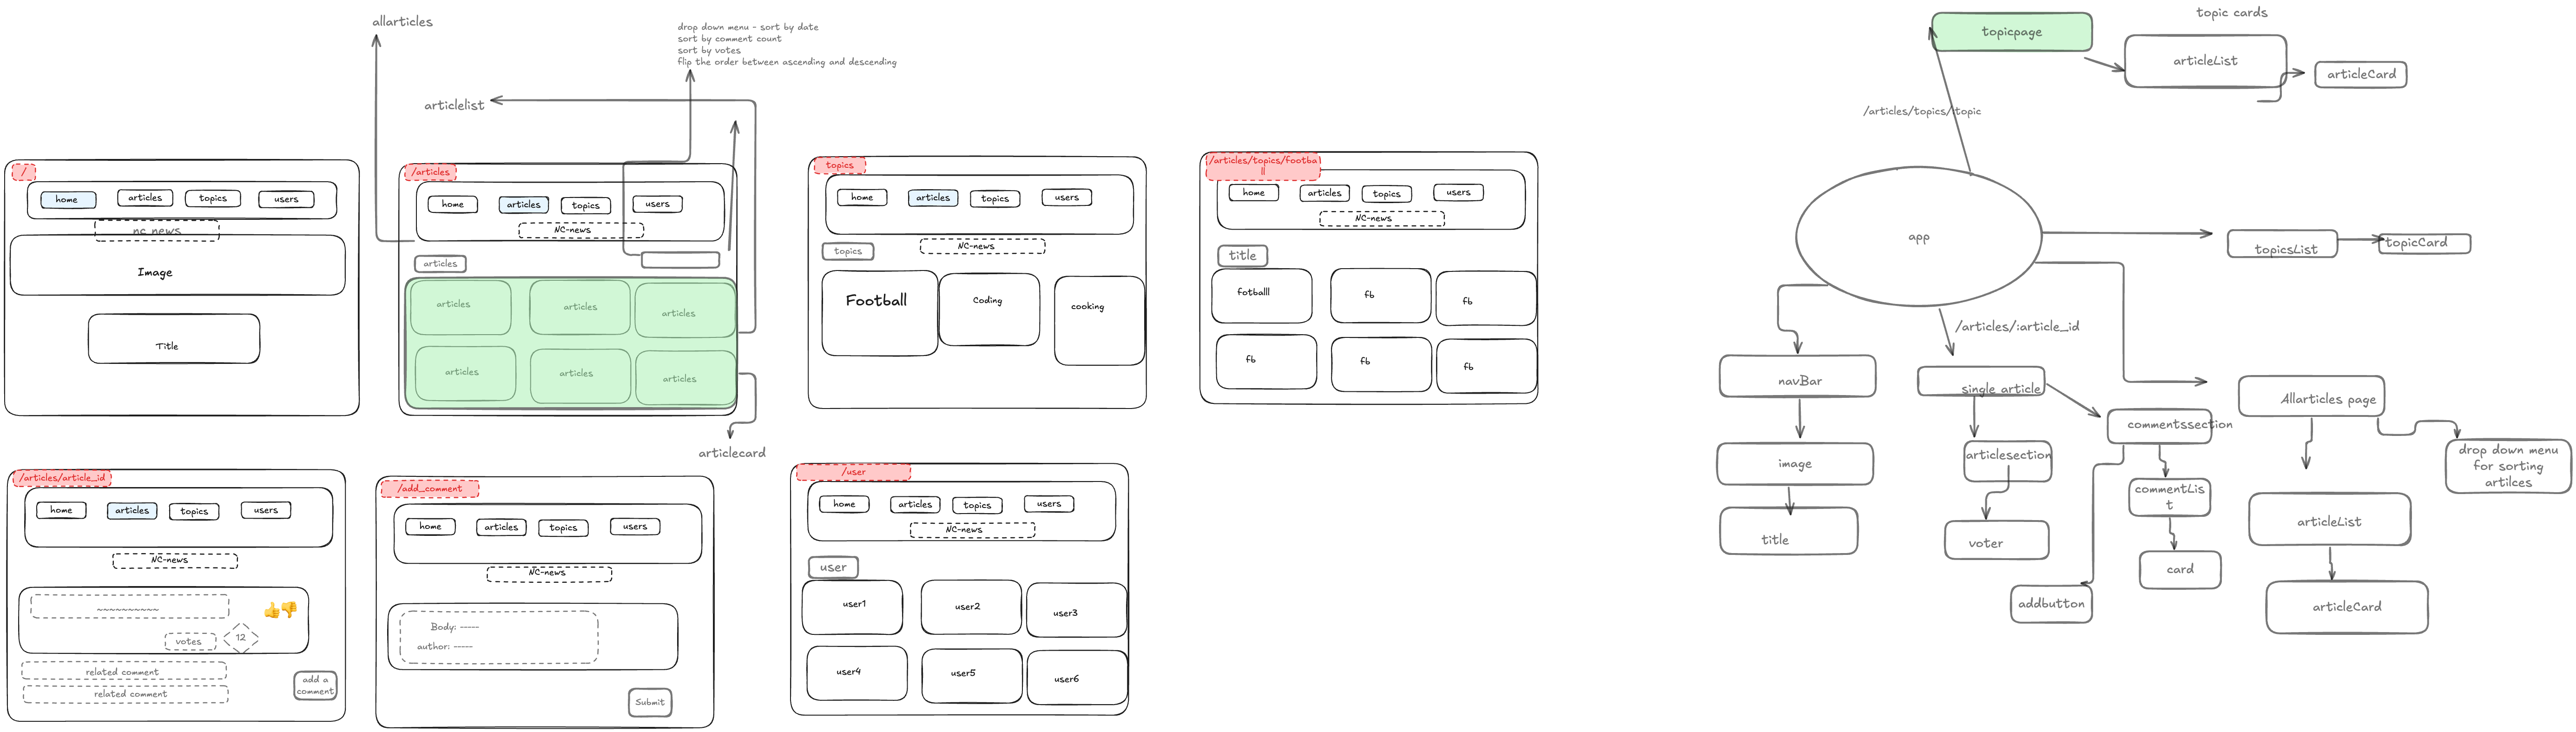 allarticles
drop down menu - sort by date
sort by comment count
sort by votes
flip the order between ascending and descending
articlelist
/
home
articles
topics
users
nc news
Image
Title
/articles
home
articles
topics
users
NC-news
articles
articles
articles
articles
articles
articles
articles
articlecard
topics
home
articles
topics
users
NC-news
topics
Football
Coding
cooking
/articles/topics/footba
ll
home
articles
topics
users
NC-news
title
fotballl
fb
fb
fb
fb
fb
/articles/article_id
home
articles
topics
users
NC-news
~~~~~~~~~~
👍👎
votes
12
related comment
related comment
add a
comment
/add_comment
home
articles
topics
users
NC-news
Body: -----
author: -----
Submit
/user
home
articles
topics
users
NC-news
user
user1
user2
user3
user4
user5
user6
topic cards
topicpage
articleList
articleCard
/articles/topics/:topic
app
topicsList
topicCard
/articles/:article_id
navBar
image
title
single article
articlesection
voter
commentssection
commentLis
t
card
addbutton
Allarticles page
drop down menu
for sorting
artilces
articleList
articleCard